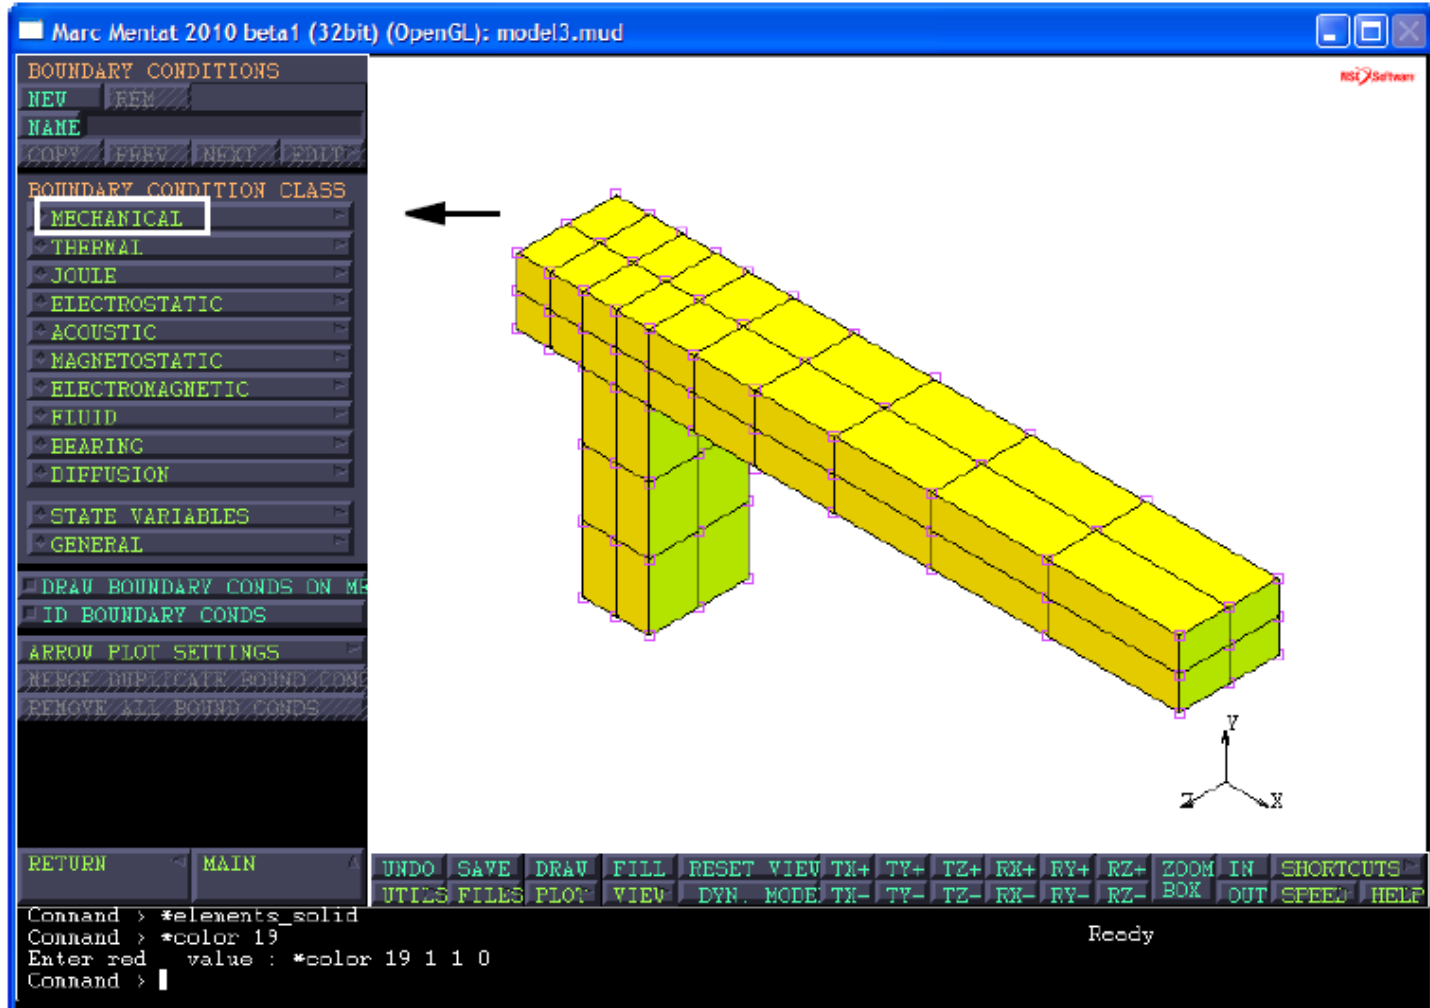 Marc Mentat 2010 beta1 (32bit) (OpenGL): model3.mud
BOUNDARY CONDITIONS
NEW REM
NAME
COPY PREV NEXT EDIT
BOUNDARY CONDITION CLASS
MECHANICAL
THERMAL
JOULE
ELECTROSTATIC
ACOUSTIC
MAGNETOSTATIC
ELECTROMAGNETIC
FLUID
BEARING
DIFFUSION
STATE VARIABLES
GENERAL
DRAW BOUNDARY CONDS ON ME
ID BOUNDARY CONDS
ARROW PLOT SETTINGS
MERGE DUPLICATE BOUND COND
REMOVE ALL BOUND CONDS
RETURN MAIN
MSC Software
Y
Z X
UNDO SAVE DRAW FILL RESET VIEW TX+ TY+ TZ+ RX+ RY+ RZ+ ZOOM IN SHORTCUTS
UTILS FILES PLOT VIEW DYN. MODEL TX- TY- TZ- RX- RY- RZ- BOX OUT SPEED HELP
Command > *elements_solid
Command > *color 19
Enter red value : *color 19 1 1 0
Command >
Ready